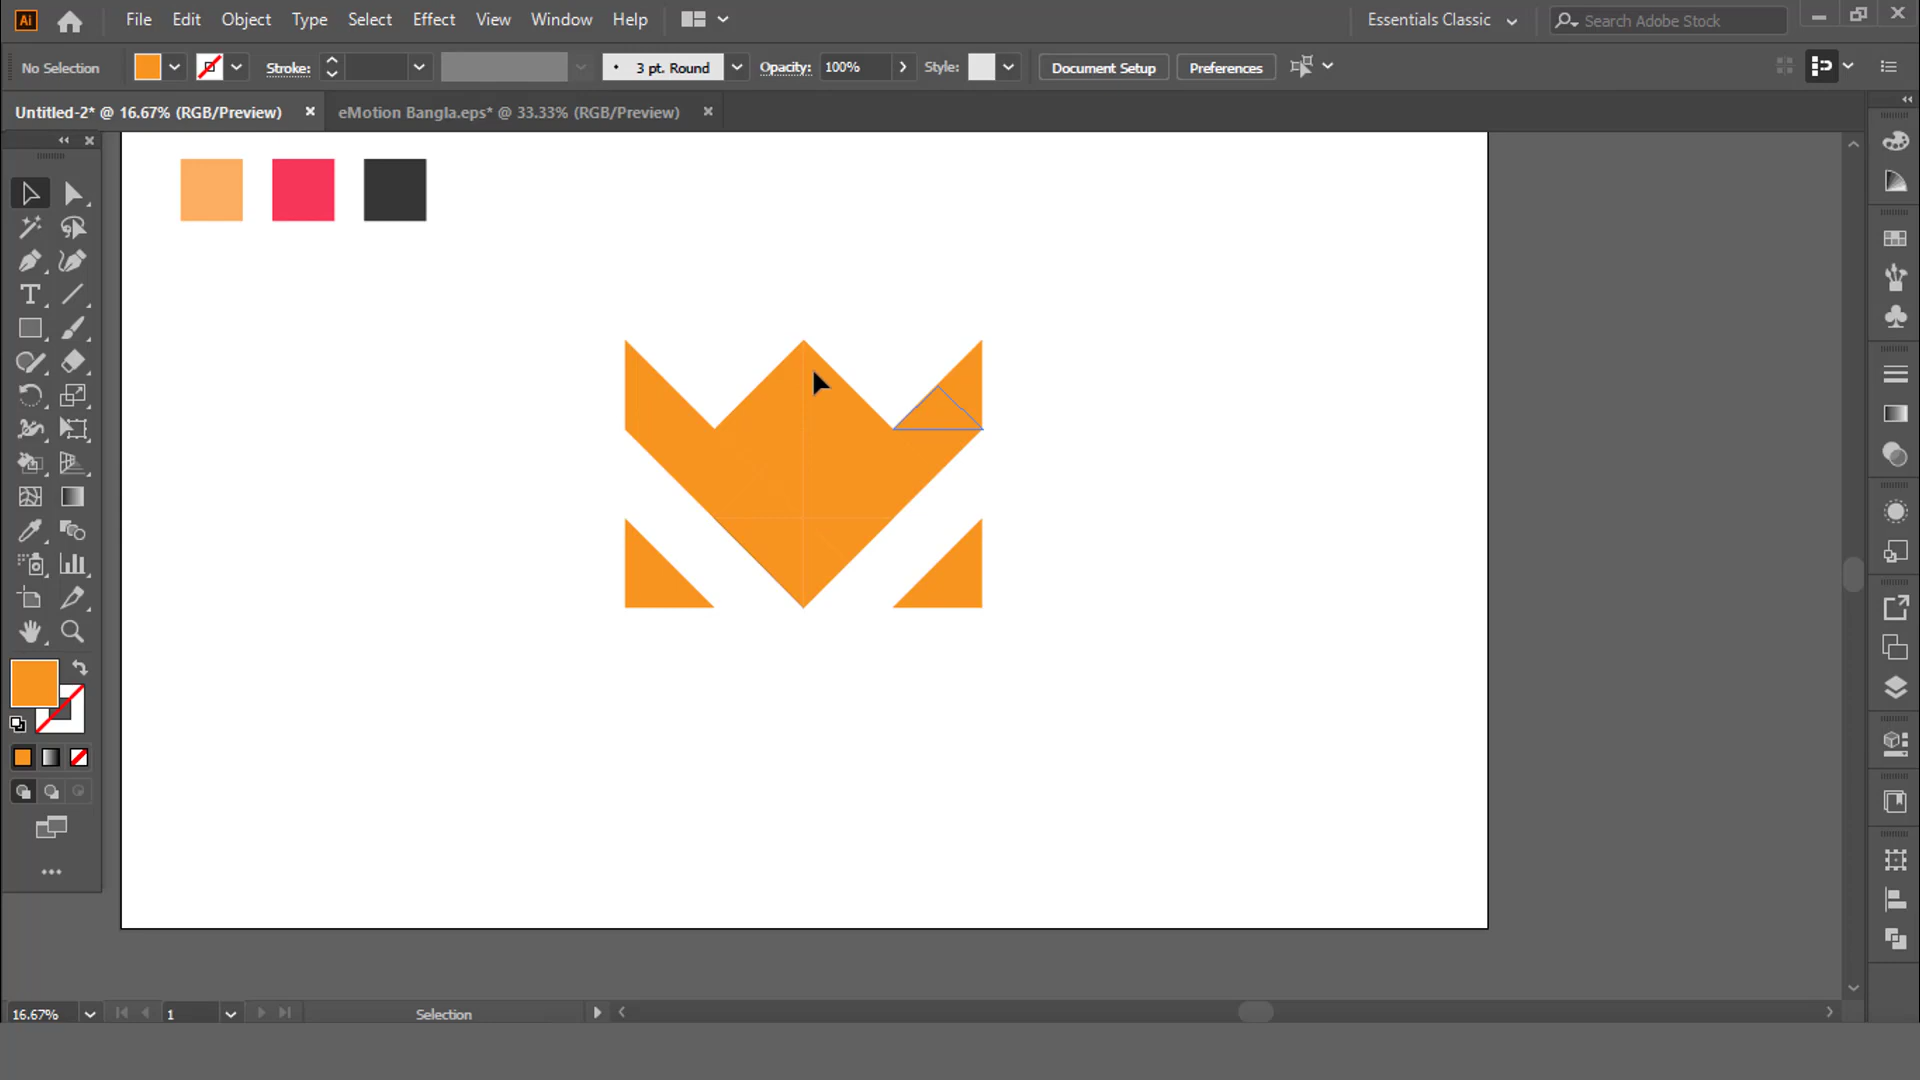 Ai File Edit Object Type Select Effect View Window Help Essentials Classic Search Adobe Stock
No Selection Stroke: 3 pt. Round Opacity: 100% Style: Document Setup Preferences
Untitled-2* @ 16.67% (RGB/Preview) × eMotion Bangla.eps* @ 33.33% (RGB/Preview) ×
T
16.67% 1 Selection